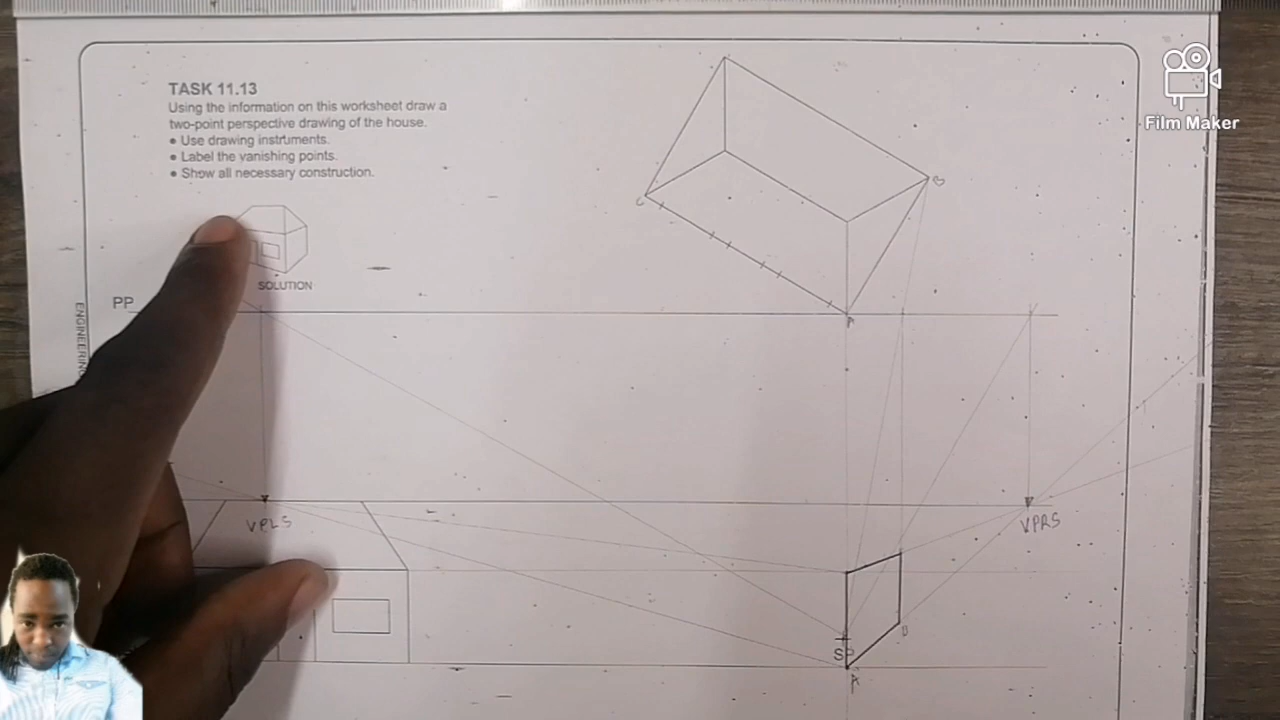 TASK 11.13
Using the information on this worksheet draw a
two-point perspective drawing of the house.
• Use drawing instruments.
• Label the vanishing points.
• Show all necessary construction.
SOLUTION
PP
C
B
A
VPLS
VPRS
SP
A
Film Maker